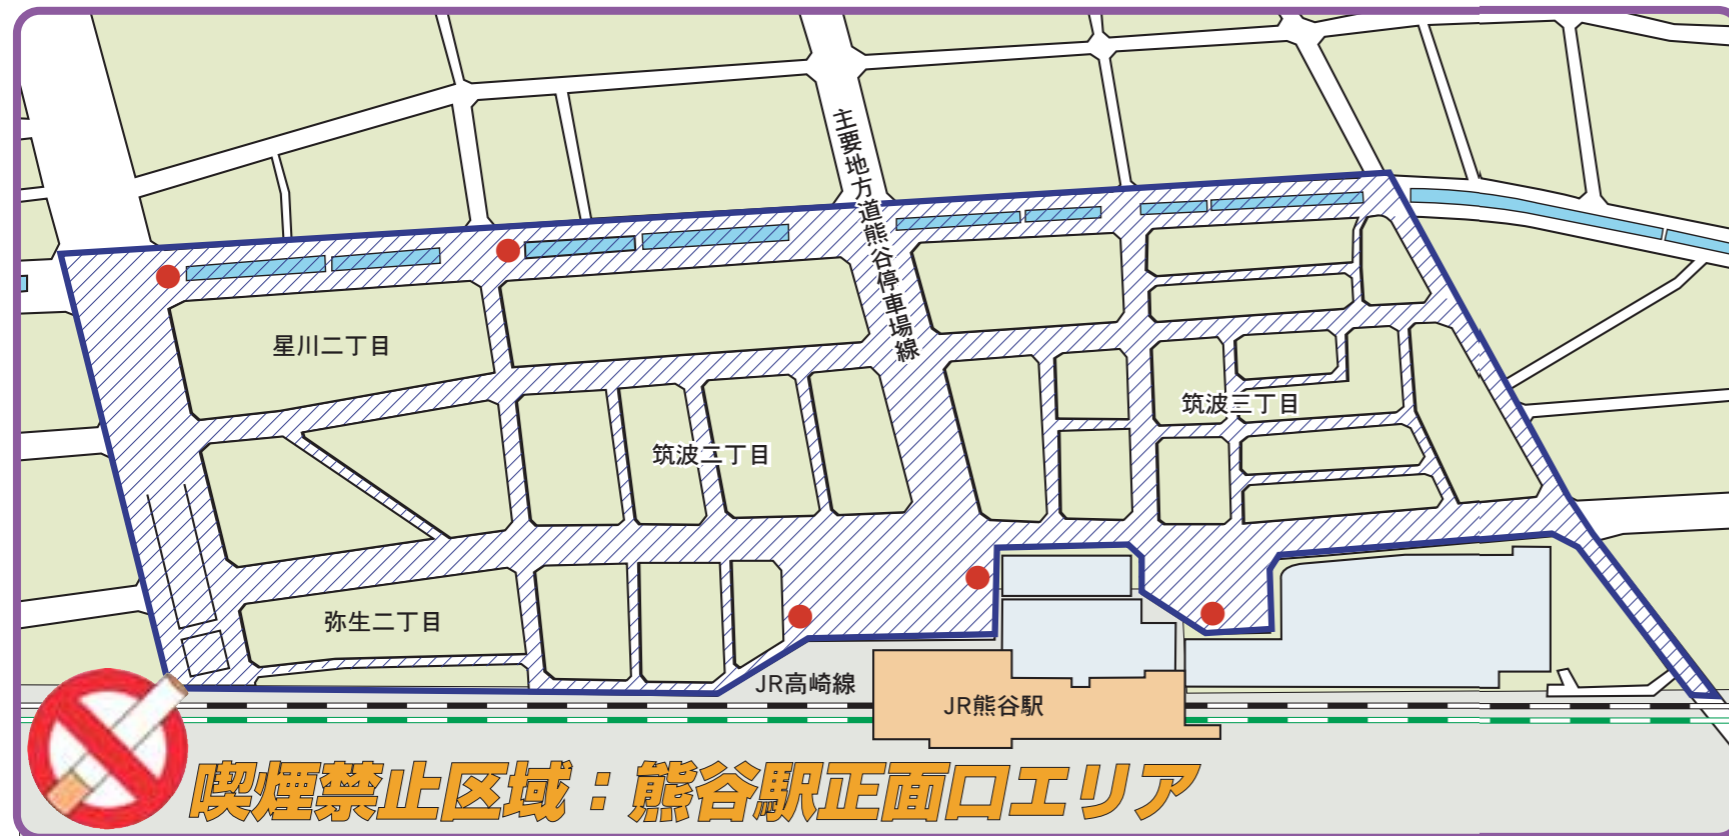 主要地方道熊谷停車場線
星川二丁目
筑波二丁目
筑波三丁目
弥生二丁目
JR高崎線
JR熊谷駅
喫煙禁止区域：熊谷駅正面口エリア